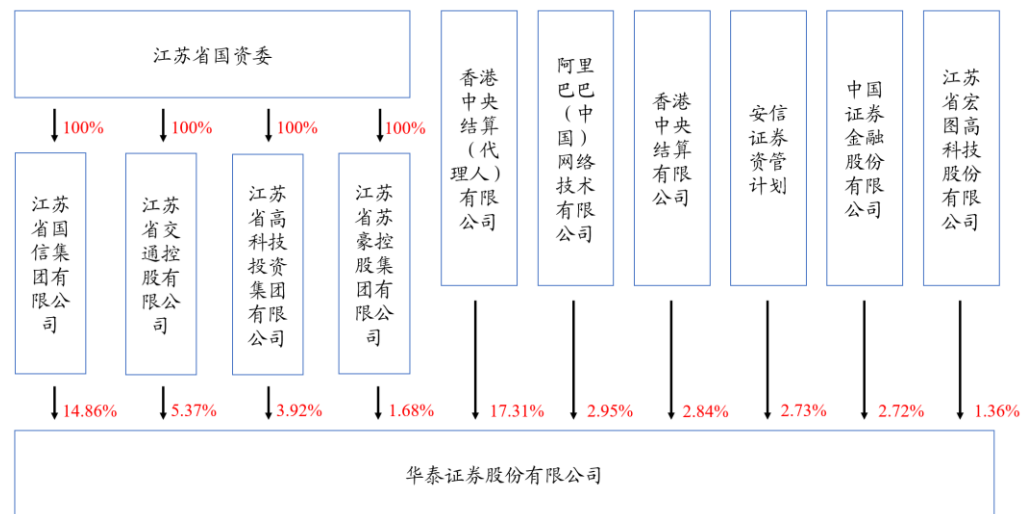 江苏省国资委
100%
100%
100%
100%
江苏
省国
信集
团有
限公
司
江苏
省交
通控
股有
限公
司
江苏
省高
科技
投资
集团
有限
公司
江苏
省苏
豪控
股集
团有
限公
司
香港
中央
结算
（代
理人）
有限
公司
阿里
巴巴
（中
国）
网络
技术
有限
公司
香港
中央
结算
有限
公司
安信
证券
资管
计划
中国
证券
金融
股份
有限
公司
江苏
省宏
图高
科技
股份
有限
公司
14.86%
5.37%
3.92%
1.68%
17.31%
2.95%
2.84%
2.73%
2.72%
1.36%
华泰证券股份有限公司